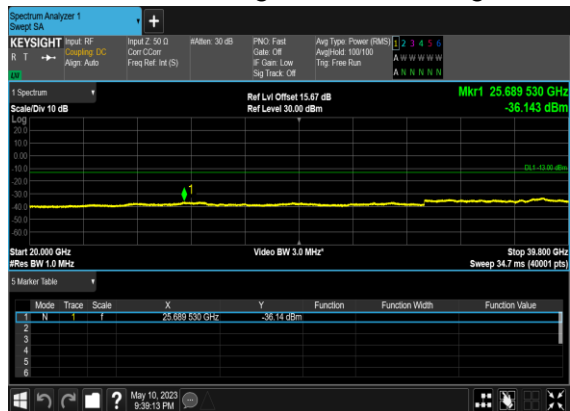 Spectrum Analyzer 1
Swept SA
KEYSIGHT Input: RF Input Z: 50 Ω #Atten: 30 dB PNO: Fast Avg Type: Power (RMS) 1 2 3 4 5 6
R T Coupling: DC Corr CCorr Gate: Off Avg|Hold: 100/100 A W W W W W
Align: Auto Freq Ref: Int (S) IF Gain: Low Trig: Free Run
LW Sig Track: Off A N N N N N
1 Spectrum Ref Lvl Offset 15.67 dB Mkr1 25.689 530 GHz
Scale/Div 10 dB Ref Level 30.00 dBm -36.143 dBm
Log
20.0
10.0
0.00
-10.0 DL1 -13.00 dBm
-20.0
-30.0 1
-40.0
-50.0
-60.0
Start 20.000 GHz Video BW 3.0 MHz* Stop 39.800 GHz
#Res BW 1.0 MHz Sweep 34.7 ms (40001 pts)
5 Marker Table
Mode Trace Scale X Y Function Function Width Function Value
1 N 1 f 25.689 530 GHz -36.14 dBm
2
3
4
5
6
? May 10, 2023
9:39:13 PM